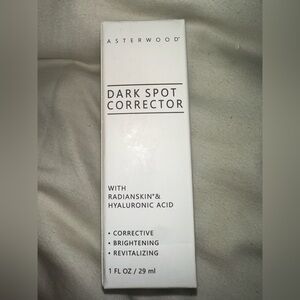 ASTERWOOD®
DARK SPOT
CORRECTOR
WITH
RADIANSKIN®&
HYALURONIC ACID
• CORRECTIVE
• BRIGHTENING
• REVITALIZING
1 FL OZ / 29 ml